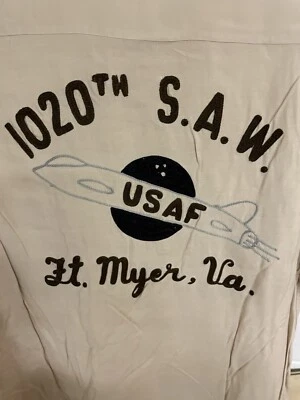 1020TH S.A.W.
USAF
Ft. Myer, Va.